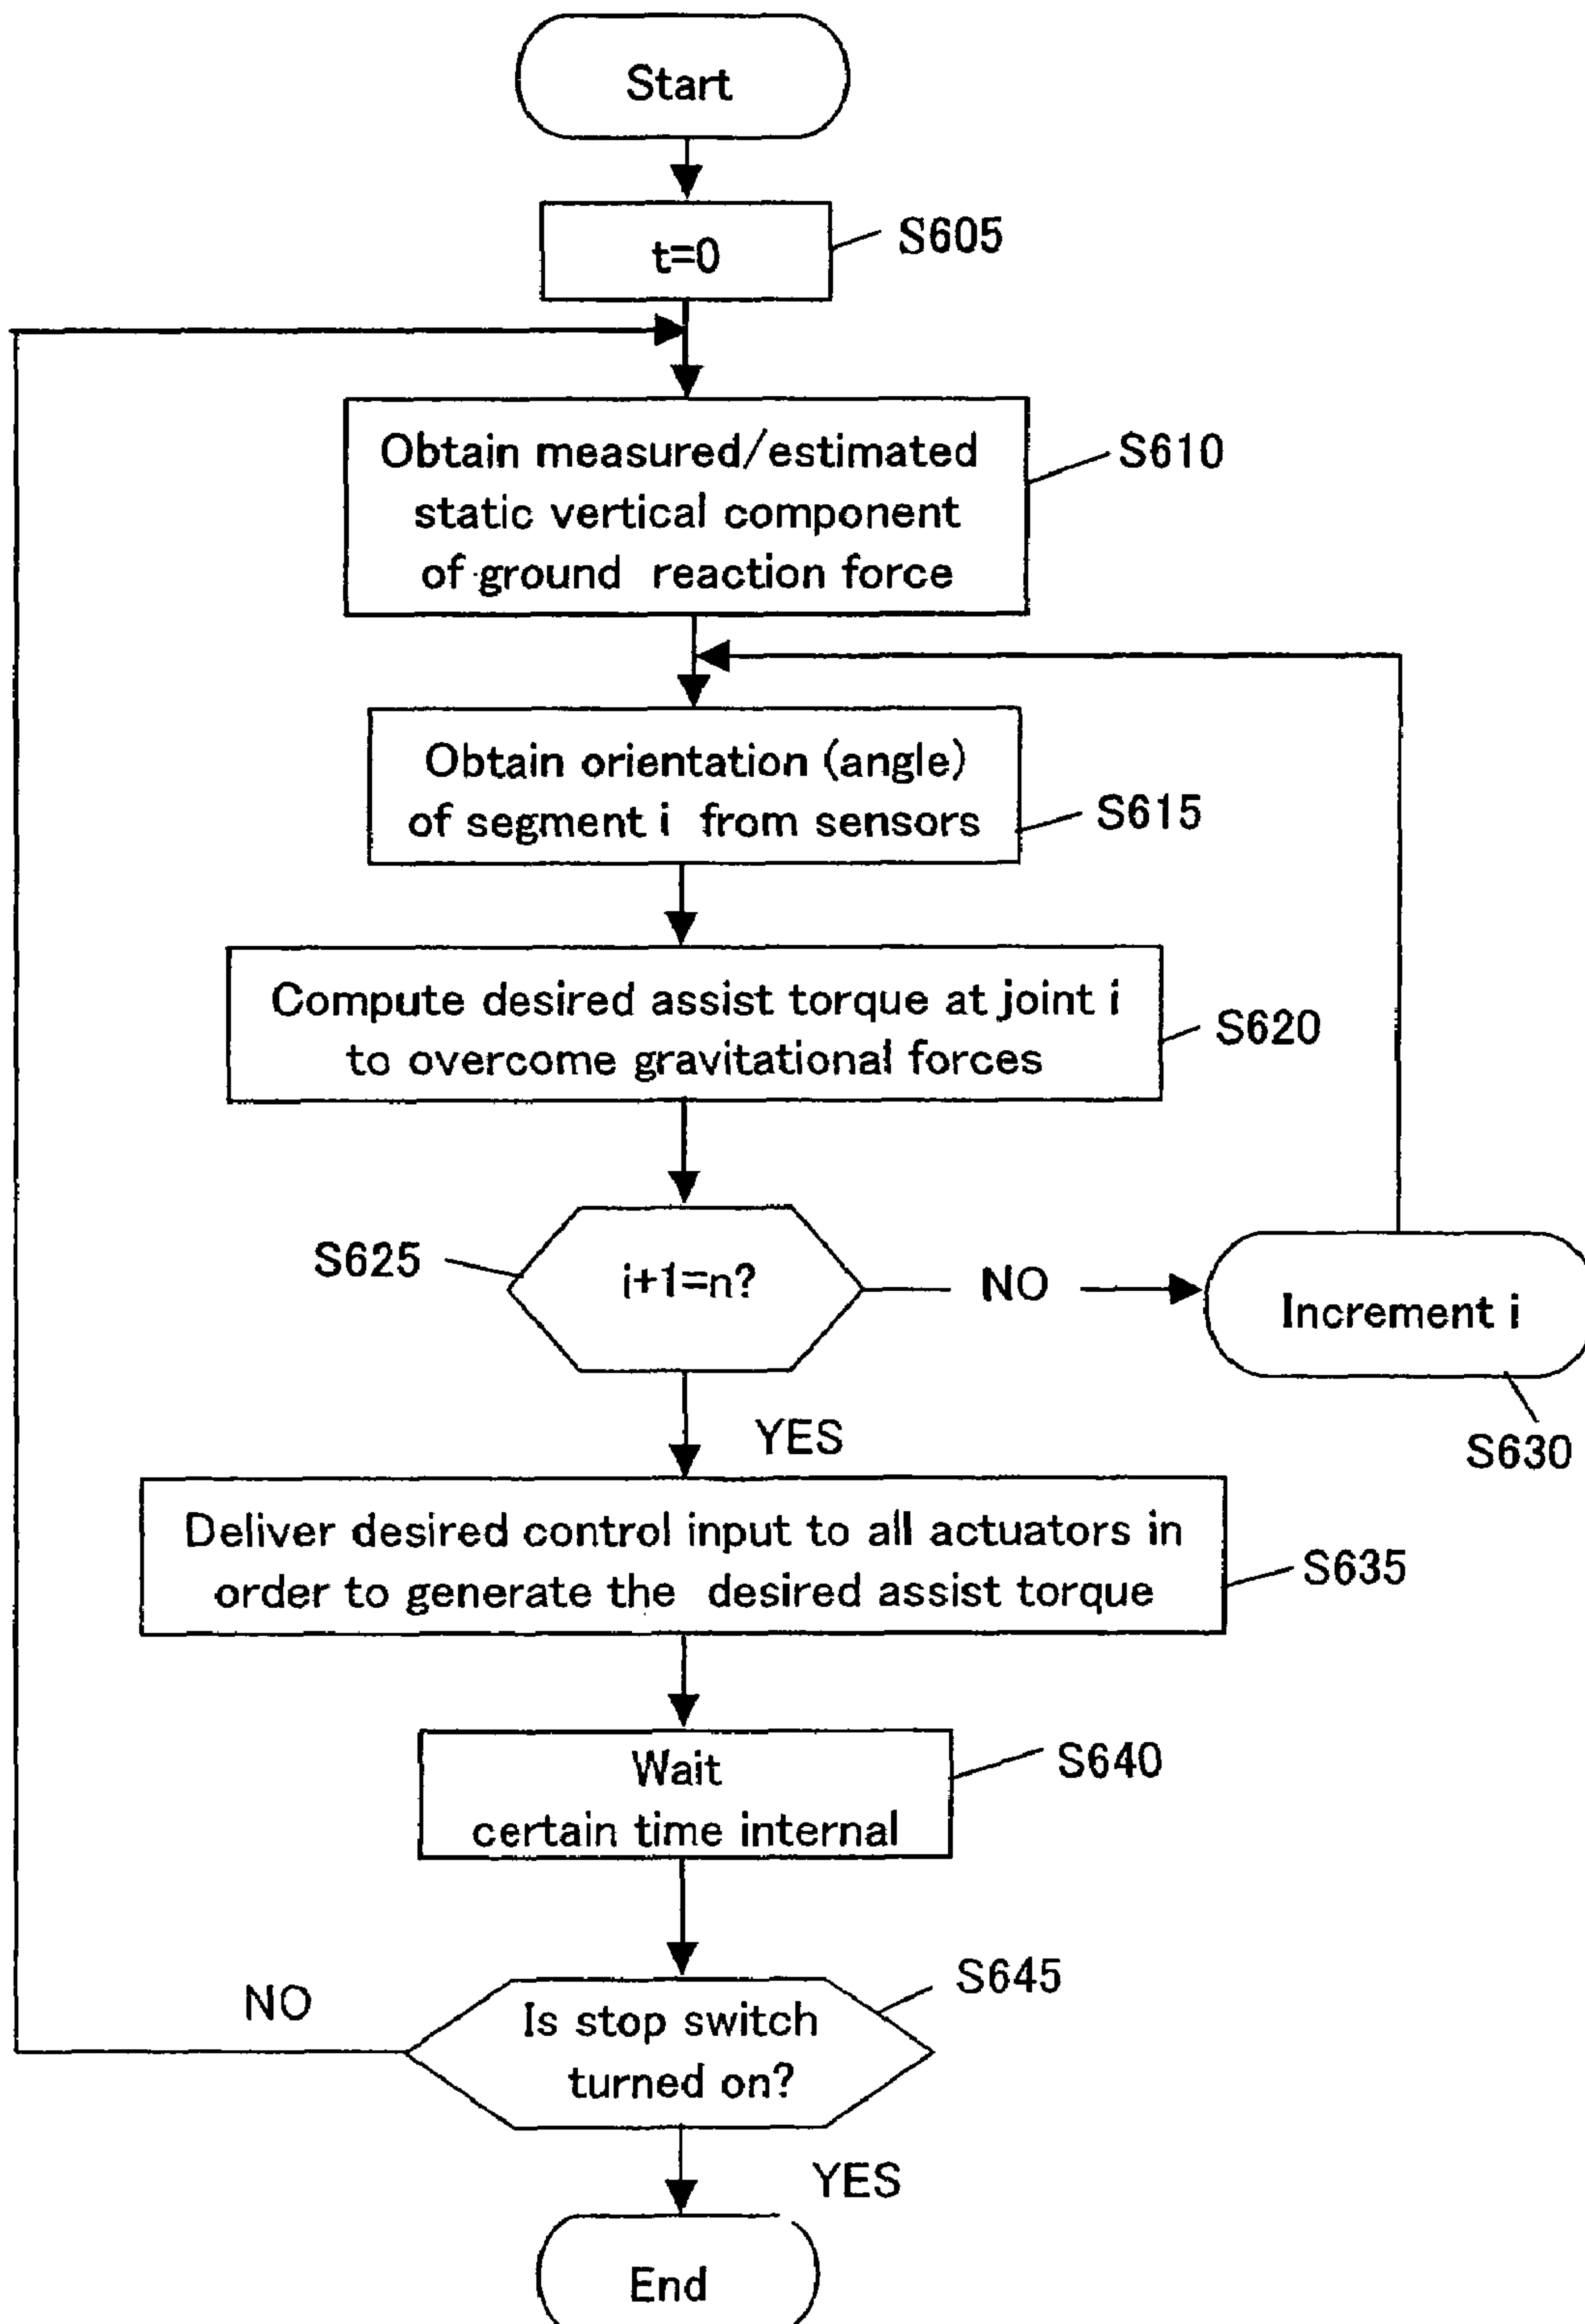 Start
t=0
S605
Obtain measured/estimated
static vertical component
of ground reaction force
S610
Obtain orientation (angle)
of segment i from sensors
S615
Compute desired assist torque at joint i
to overcome gravitational forces
S620
S625
i+1=n?
NO
Increment i
S630
YES
Deliver desired control input to all actuators in
order to generate the desired assist torque
S635
Wait
certain time internal
S640
S645
NO
Is stop switch
turned on?
YES
End